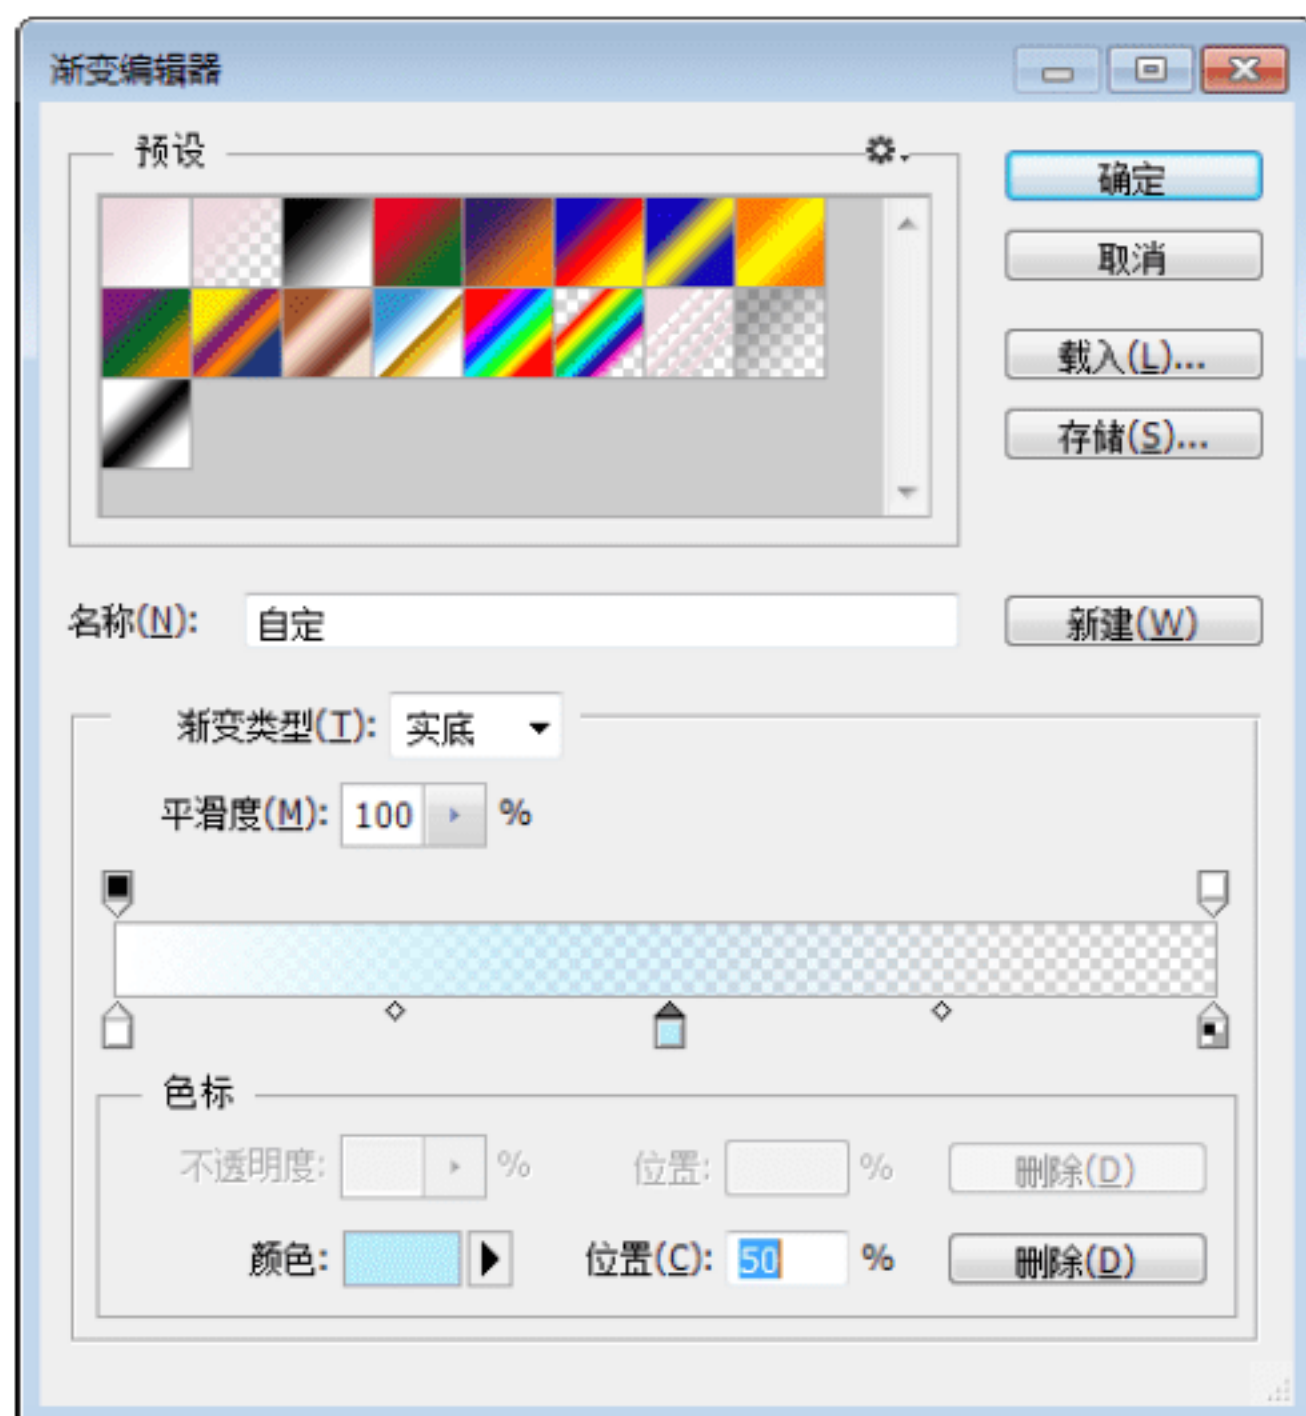 渐变编辑器
预设
确定
取消
载入(L)...
存储(S)...
名称(N): 自定 新建(W)
渐变类型(T): 实底
平滑度(M): 100 %
色标
不透明度: % 位置: % 删除(D)
颜色: 位置(C): 50 % 删除(D)